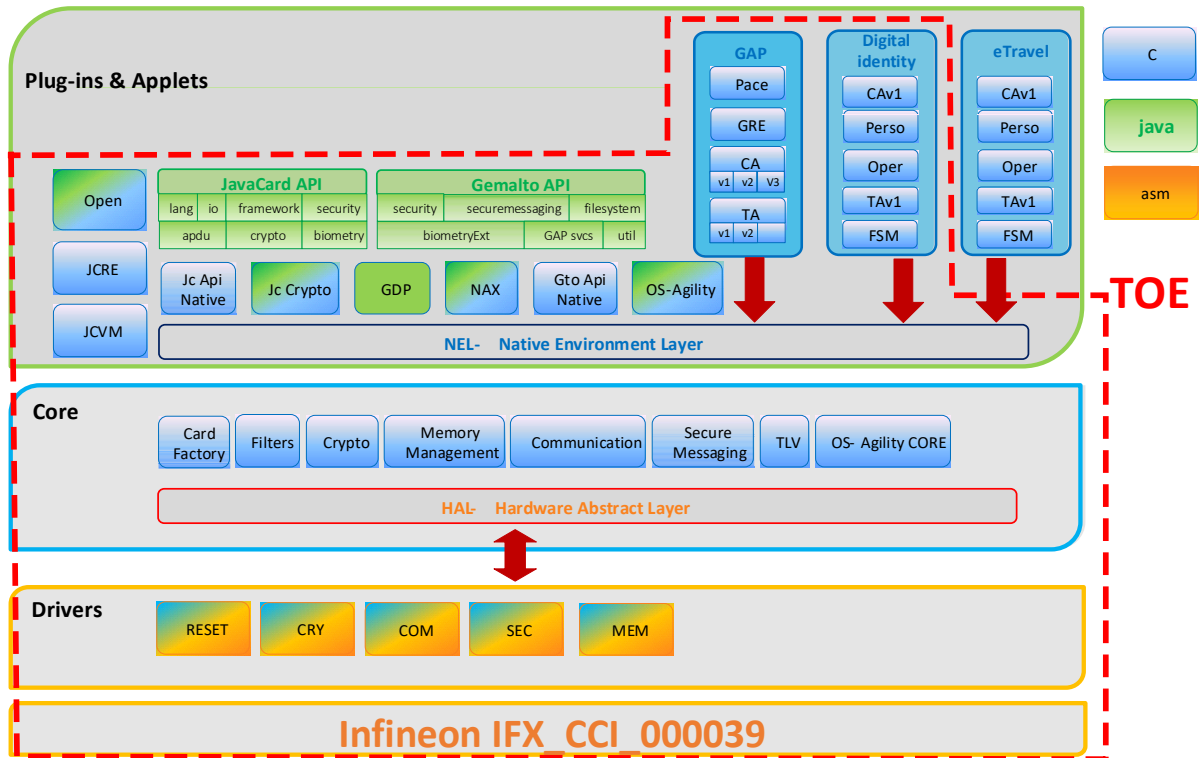 Plug-ins & Applets
GAP
Pace
GRE
CA
v1 v2 V3
TA
v1 v2
Digital
identity
CAv1
Perso
Oper
TAv1
FSM
eTravel
CAv1
Perso
Oper
TAv1
FSM
C
java
asm
TOE
Open
JCRE
JCVM
JavaCard API
lang io framework security
apdu crypto biometry
Gemalto API
security securemessaging filesystem
biometryExt GAP svcs util
Jc Api
Native
Jc Crypto
GDP
NAX
Gto Api
Native
OS-Agility
NEL- Native Environment Layer
Core
Card
Factory
Filters
Crypto
Memory
Management
Communication
Secure
Messaging
TLV
OS- Agility CORE
HAL- Hardware Abstract Layer
Drivers
RESET
CRY
COM
SEC
MEM
Infineon IFX_CCI_000039